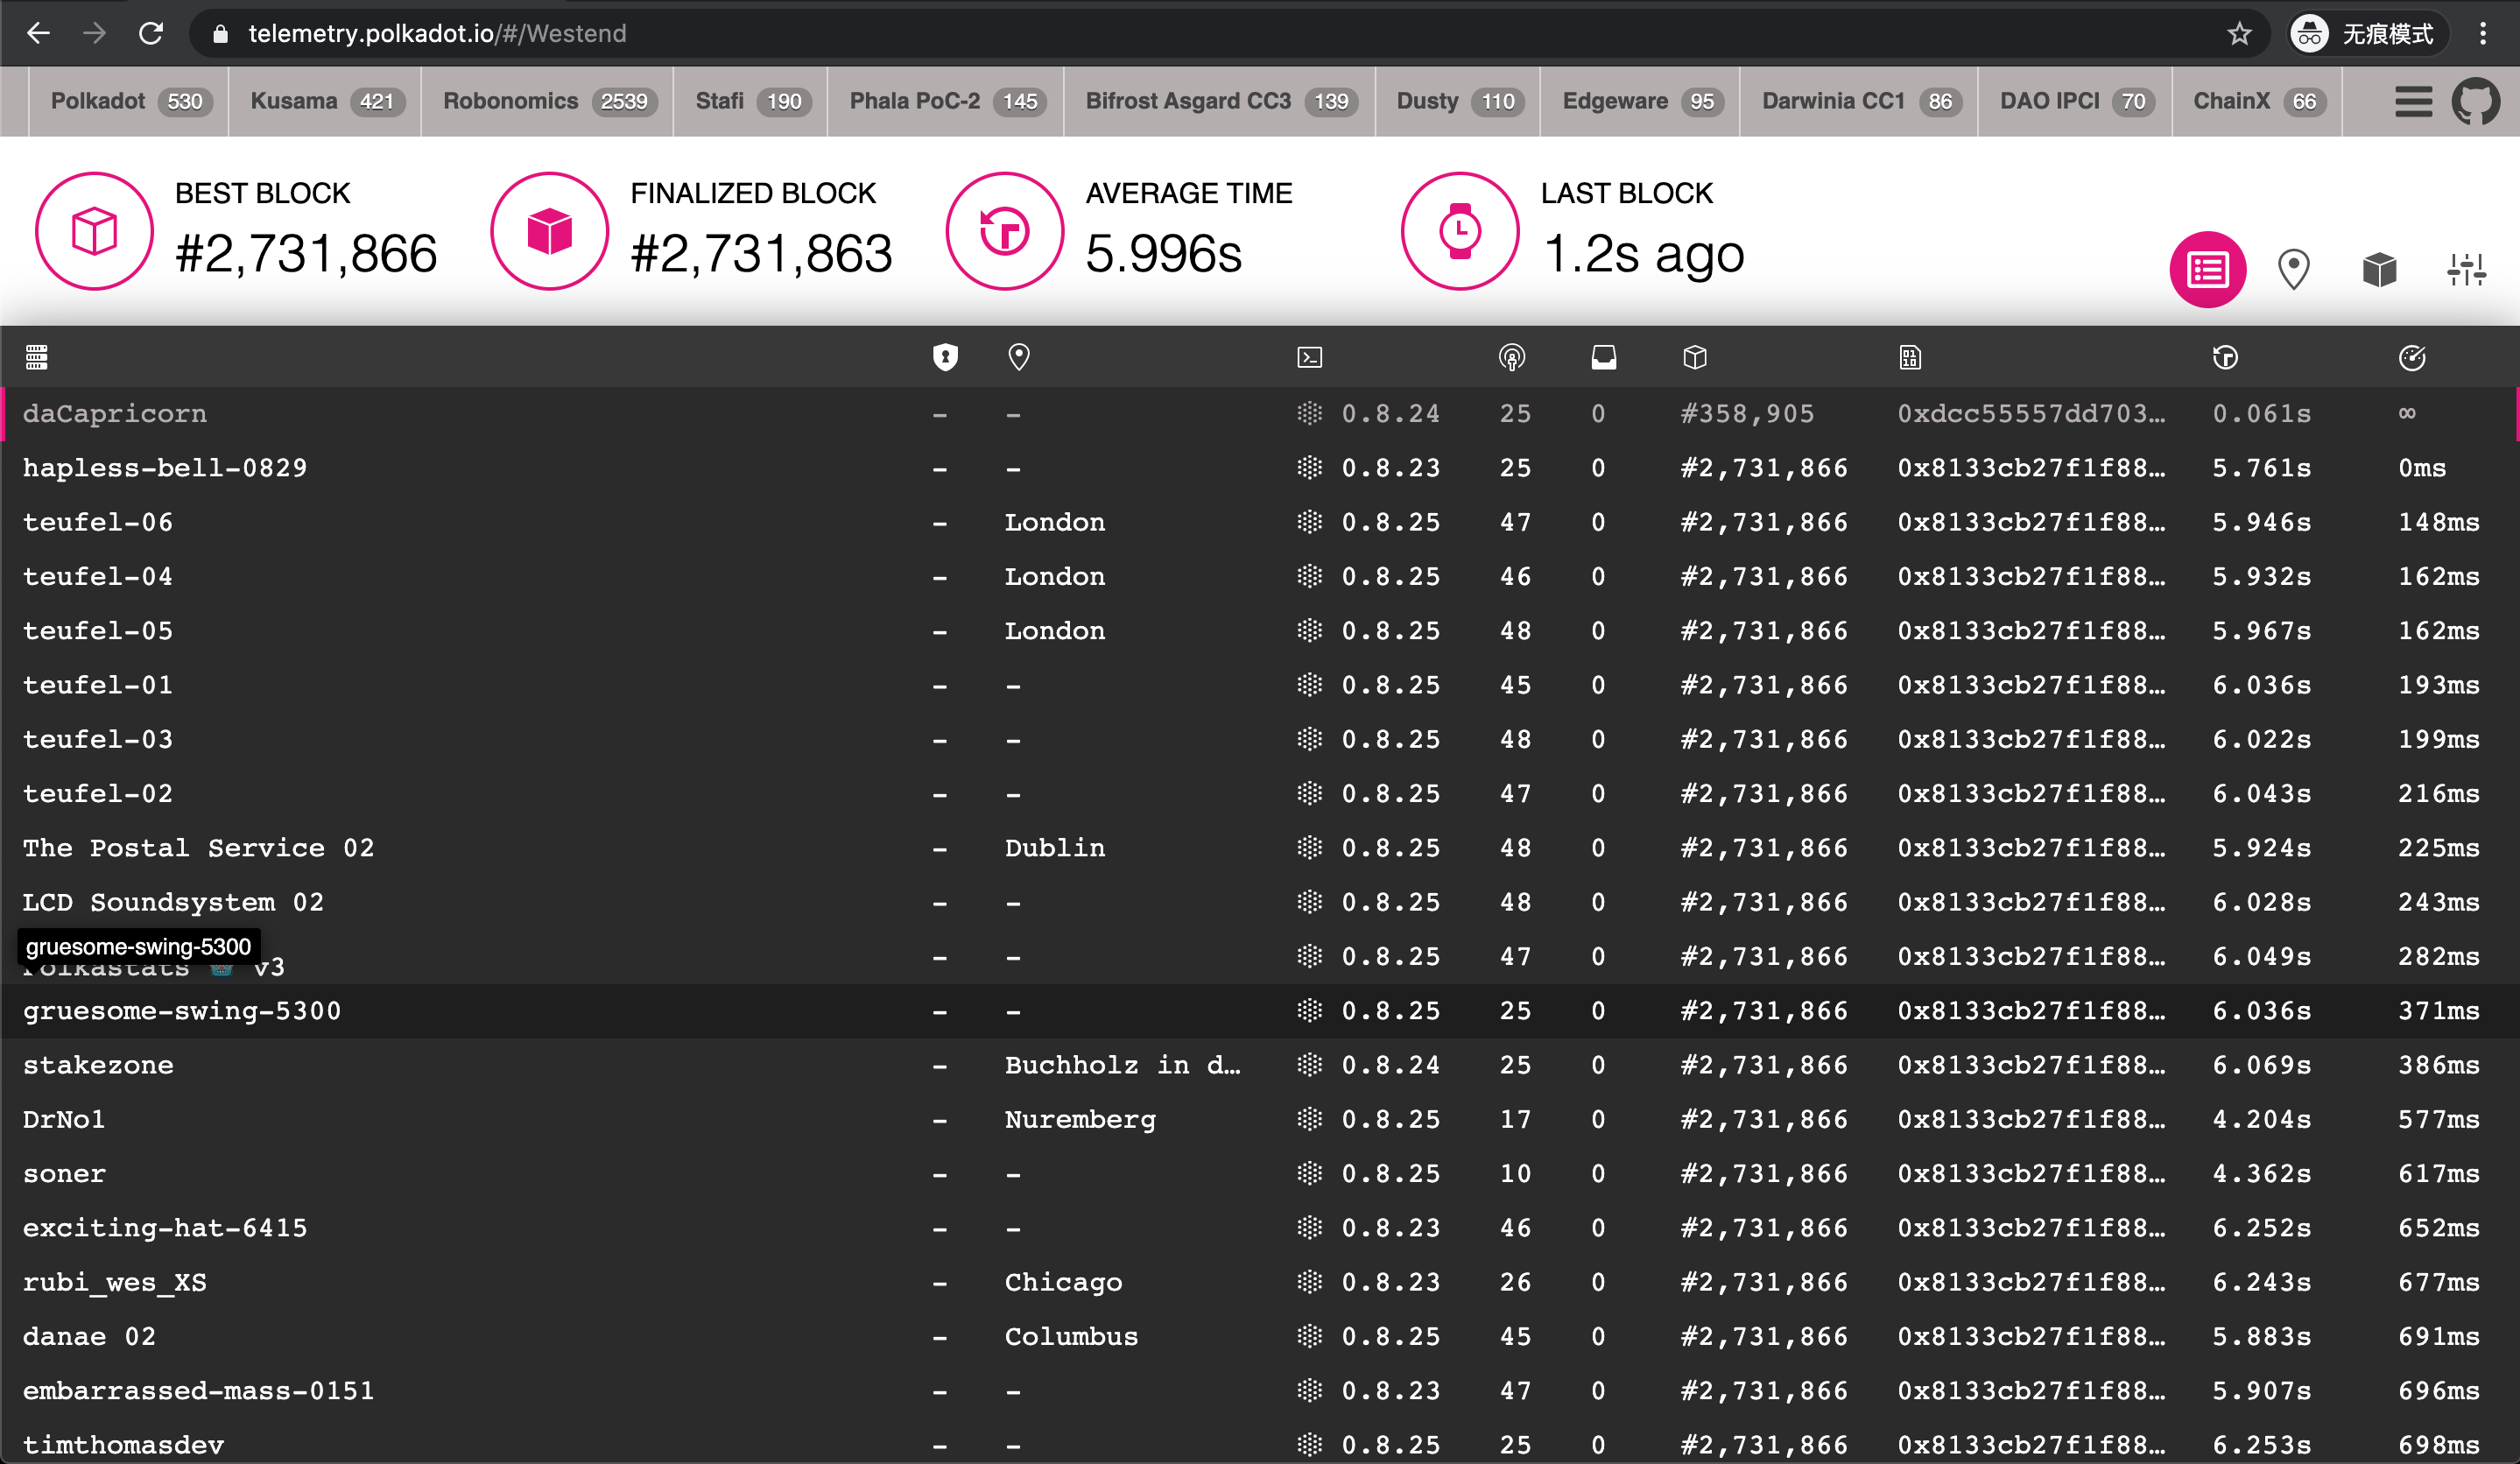 telemetry.polkadot.io/#/Westend 无痕模式
Polkadot 530 Kusama 421 Robonomics 2539 Stafi 190 Phala PoC-2 145 Bifrost Asgard CC3 139 Dusty 110 Edgeware 95 Darwinia CC1 86 DAO IPCI 70 ChainX 66
BEST BLOCK
#2,731,866
FINALIZED BLOCK
#2,731,863
AVERAGE TIME
5.996s
LAST BLOCK
1.2s ago
daCapricorn – – 0.8.24 25 0 #358,905 0xdcc55557dd703… 0.061s ∞
hapless-bell-0829 – – 0.8.23 25 0 #2,731,866 0x8133cb27f1f88… 5.761s 0ms
teufel-06 – London 0.8.25 47 0 #2,731,866 0x8133cb27f1f88… 5.946s 148ms
teufel-04 – London 0.8.25 46 0 #2,731,866 0x8133cb27f1f88… 5.932s 162ms
teufel-05 – London 0.8.25 48 0 #2,731,866 0x8133cb27f1f88… 5.967s 162ms
teufel-01 – – 0.8.25 45 0 #2,731,866 0x8133cb27f1f88… 6.036s 193ms
teufel-03 – – 0.8.25 48 0 #2,731,866 0x8133cb27f1f88… 6.022s 199ms
teufel-02 – – 0.8.25 47 0 #2,731,866 0x8133cb27f1f88… 6.043s 216ms
The Postal Service 02 – Dublin 0.8.25 48 0 #2,731,866 0x8133cb27f1f88… 5.924s 225ms
LCD Soundsystem 02 – – 0.8.25 48 0 #2,731,866 0x8133cb27f1f88… 6.028s 243ms
gruesome-swing-5300
Polkastats v3 – – 0.8.25 47 0 #2,731,866 0x8133cb27f1f88… 6.049s 282ms
gruesome-swing-5300 – – 0.8.25 25 0 #2,731,866 0x8133cb27f1f88… 6.036s 371ms
stakezone – Buchholz in d… 0.8.24 25 0 #2,731,866 0x8133cb27f1f88… 6.069s 386ms
DrNo1 – Nuremberg 0.8.25 17 0 #2,731,866 0x8133cb27f1f88… 4.204s 577ms
soner – – 0.8.25 10 0 #2,731,866 0x8133cb27f1f88… 4.362s 617ms
exciting-hat-6415 – – 0.8.23 46 0 #2,731,866 0x8133cb27f1f88… 6.252s 652ms
rubi_wes_XS – Chicago 0.8.23 26 0 #2,731,866 0x8133cb27f1f88… 6.243s 677ms
danae 02 – Columbus 0.8.25 45 0 #2,731,866 0x8133cb27f1f88… 5.883s 691ms
embarrassed-mass-0151 – – 0.8.23 47 0 #2,731,866 0x8133cb27f1f88… 5.907s 696ms
timthomasdev – – 0.8.25 25 0 #2,731,866 0x8133cb27f1f88… 6.253s 698ms